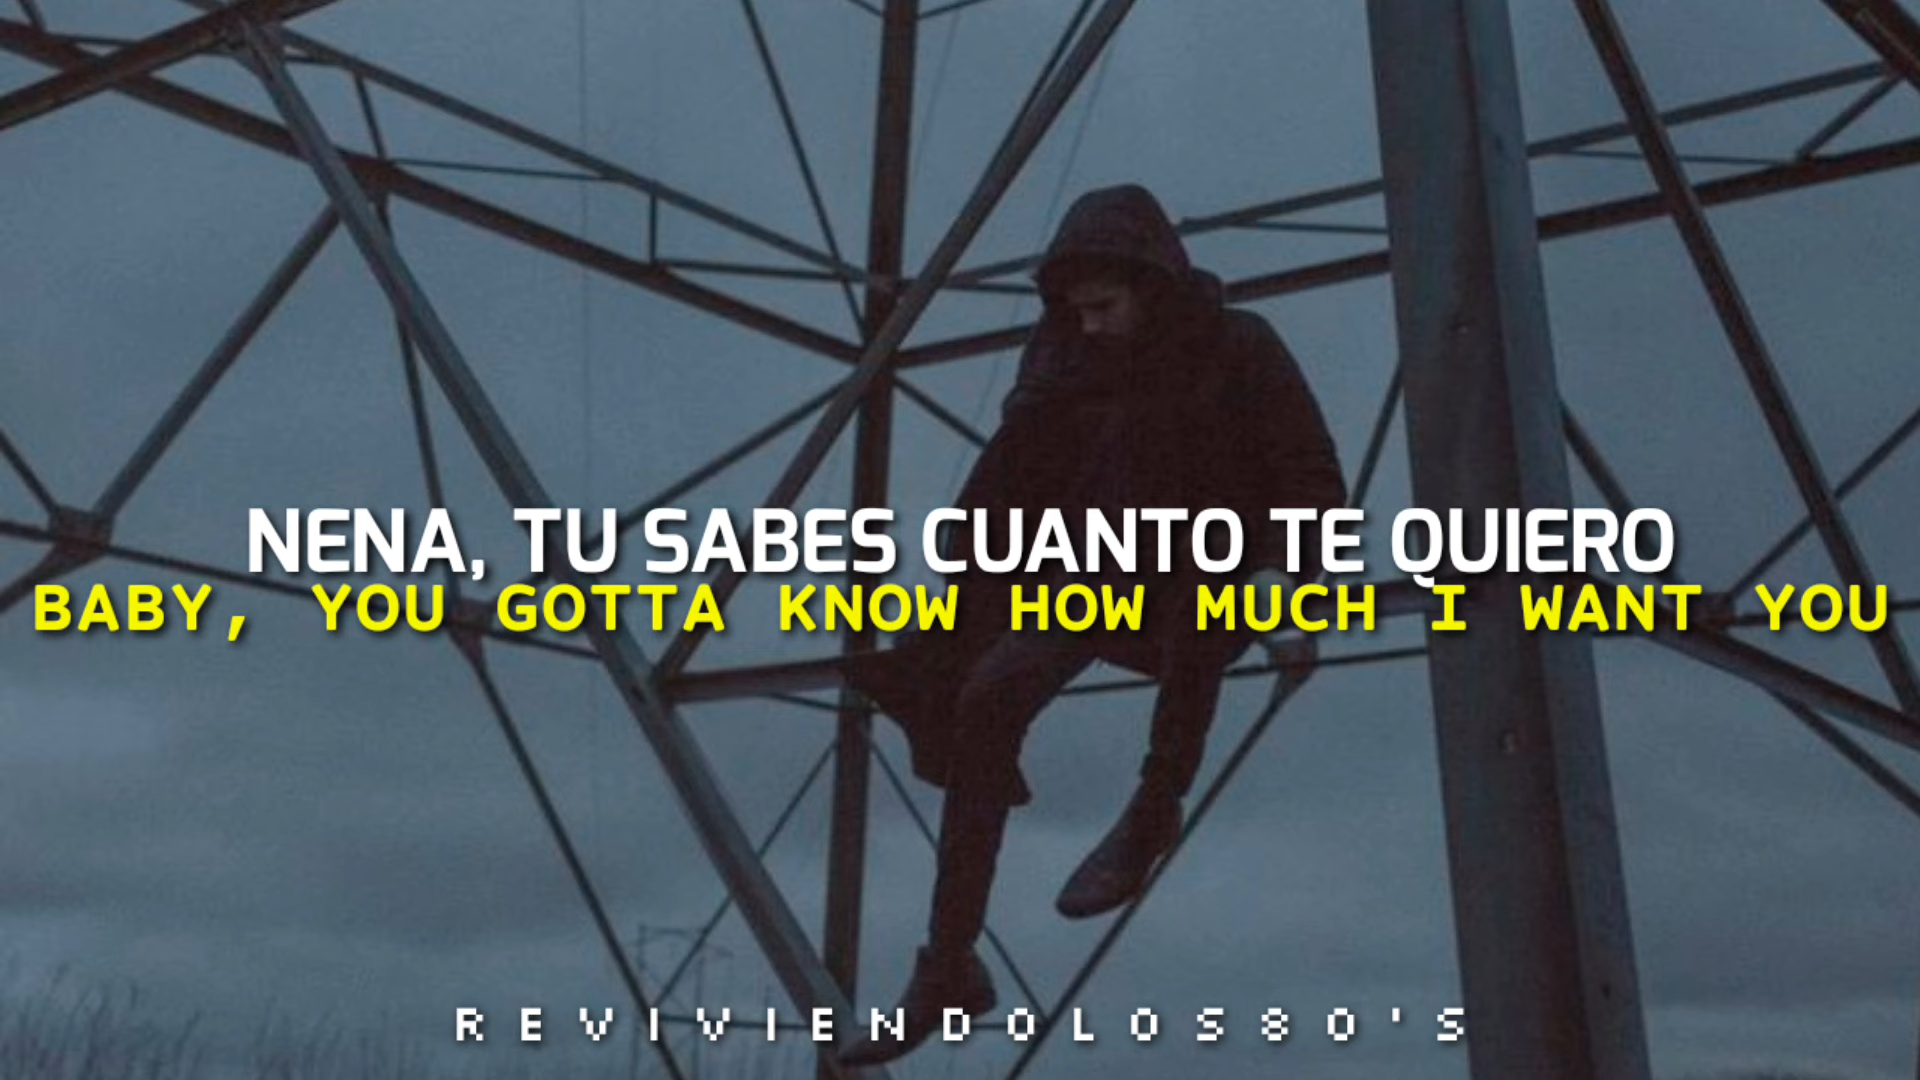 NENA, TU SABES CUANTO TE QUIERO
BABY, YOU GOTTA KNOW HOW MUCH I WANT YOU
REVIVIENDOLOS80'S